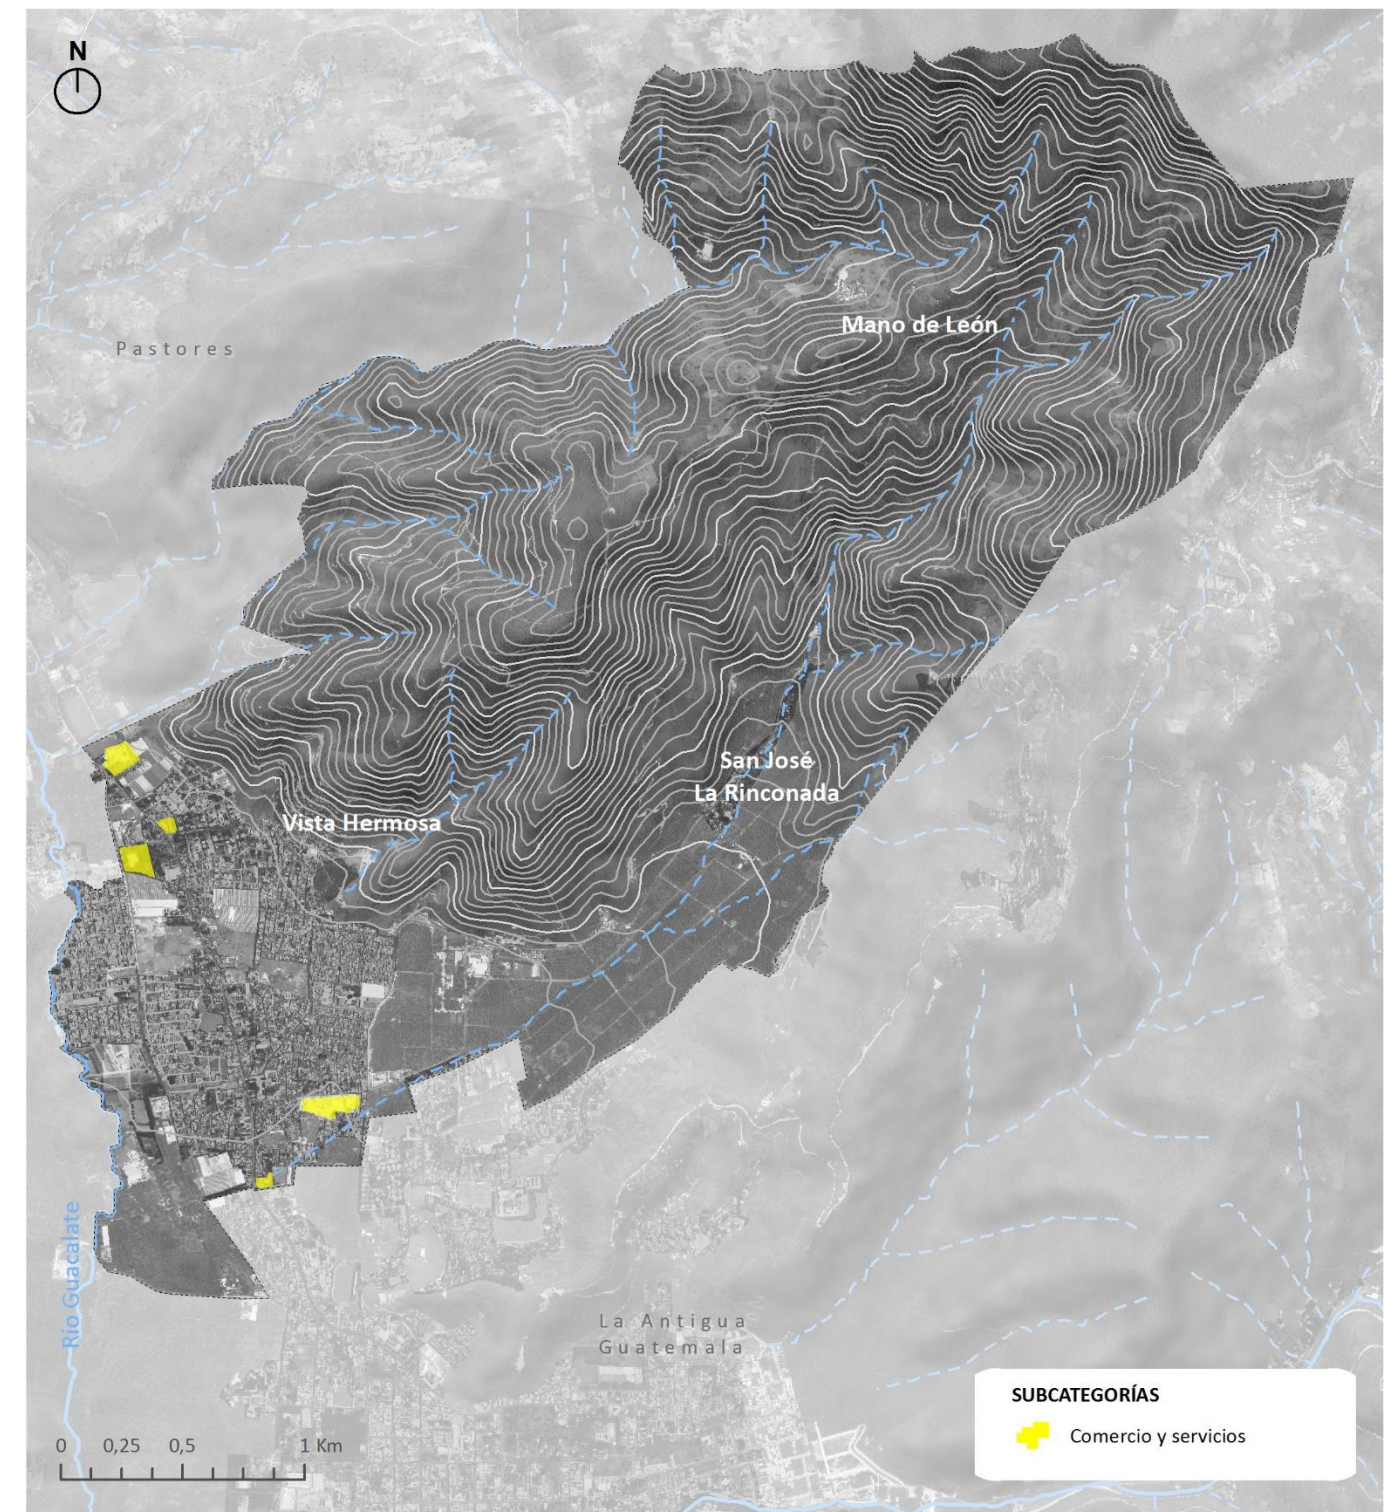 N
Pastores
Mano de León
San José
La Rinconada
Vista Hermosa
Río Guacalate
La Antigua
Guatemala
SUBCATEGORÍAS
Comercio y servicios
0 0,25 0,5 1 Km